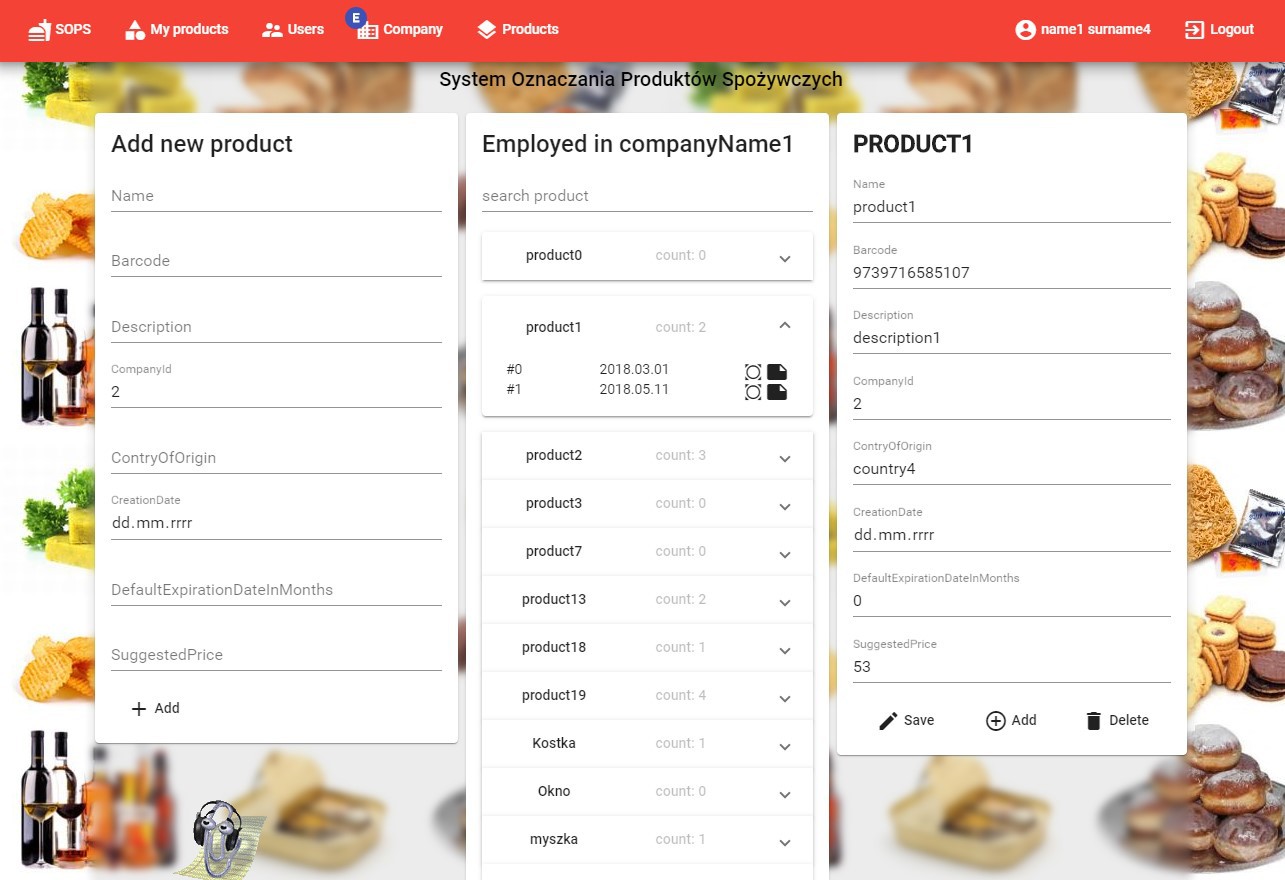 SOPS My products Users E Company Products name1 surname4 Logout
System Oznaczania Produktów Spożywczych
Add new product
Name
Barcode
Description
CompanyId
2
ContryOfOrigin
CreationDate
dd.mm.rrrr
DefaultExpirationDateInMonths
SuggestedPrice
Add
Employed in companyName1
search product
product0 count: 0
product1 count: 2
#0 2018.03.01
#1 2018.05.11
product2 count: 3
product3 count: 0
product7 count: 0
product13 count: 2
product18 count: 1
product19 count: 4
Kostka count: 1
Okno count: 0
myszka count: 1
PRODUCT1
Name
product1
Barcode
9739716585107
Description
description1
CompanyId
2
ContryOfOrigin
country4
CreationDate
dd.mm.rrrr
DefaultExpirationDateInMonths
0
SuggestedPrice
53
Save Add Delete